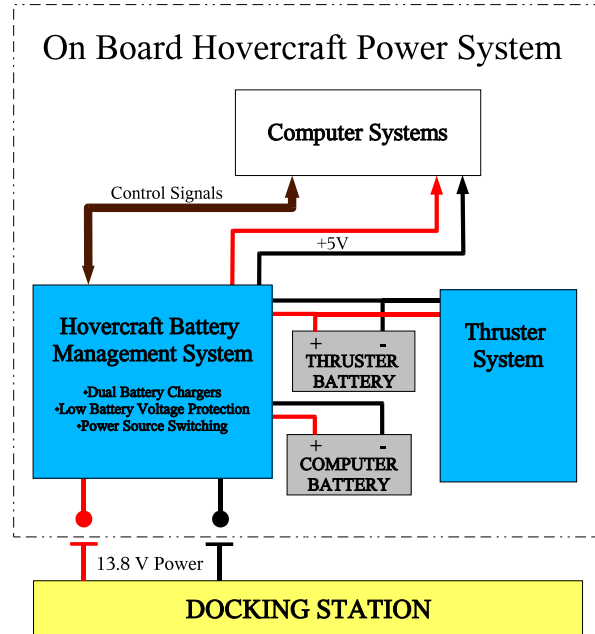 On Board Hovercraft Power System
Computer Systems
Control Signals
+5V
Hovercraft Battery
Management System
•Dual Battery Chargers
•Low Battery Voltage Protection
•Power Source Switching
+ -
THRUSTER
BATTERY
Thruster
System
+ -
COMPUTER
BATTERY
13.8 V Power
DOCKING STATION